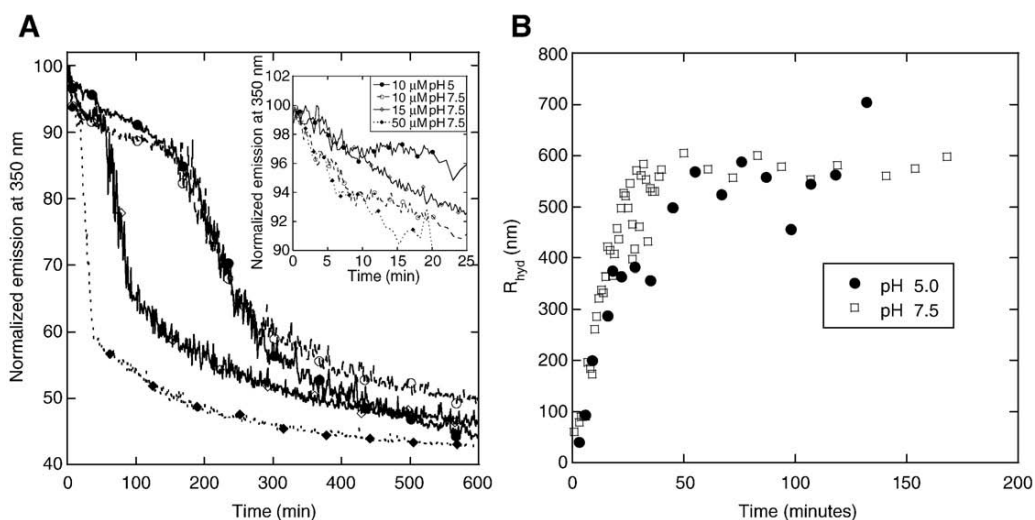 A
Normalized emission at 350 nm
100
90
80
70
60
50
40
0 100 200 300 400 500 600
Time (min)
Normalized emission at 350 nm
102
100
98
96
94
92
90
0 5 10 15 20 25
Time (min)
10 µM pH 5
10 µM pH 7.5
15 µM pH 7.5
50 µM pH 7.5
B
R hyd (nm)
800
700
600
500
400
300
200
100
0
0 50 100 150 200
Time (minutes)
pH 5.0
pH 7.5